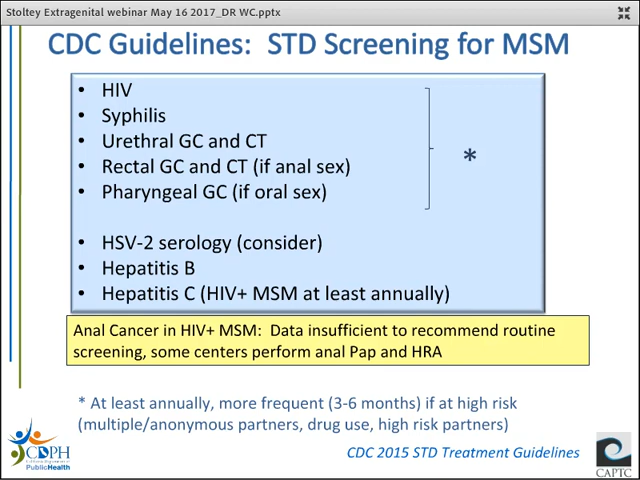 Stoltey Extragenital webinar May 16 2017_DR WC.pptx
CDC Guidelines: STD Screening for MSM
• HIV
• Syphilis
• Urethral GC and CT
• Rectal GC and CT (if anal sex)
• Pharyngeal GC (if oral sex)
*
• HSV-2 serology (consider)
• Hepatitis B
• Hepatitis C (HIV+ MSM at least annually)
Anal Cancer in HIV+ MSM: Data insufficient to recommend routine
screening, some centers perform anal Pap and HRA
* At least annually, more frequent (3-6 months) if at high risk
(multiple/anonymous partners, drug use, high risk partners)
CDPH
PublicHealth
CDC 2015 STD Treatment Guidelines
CAPTC